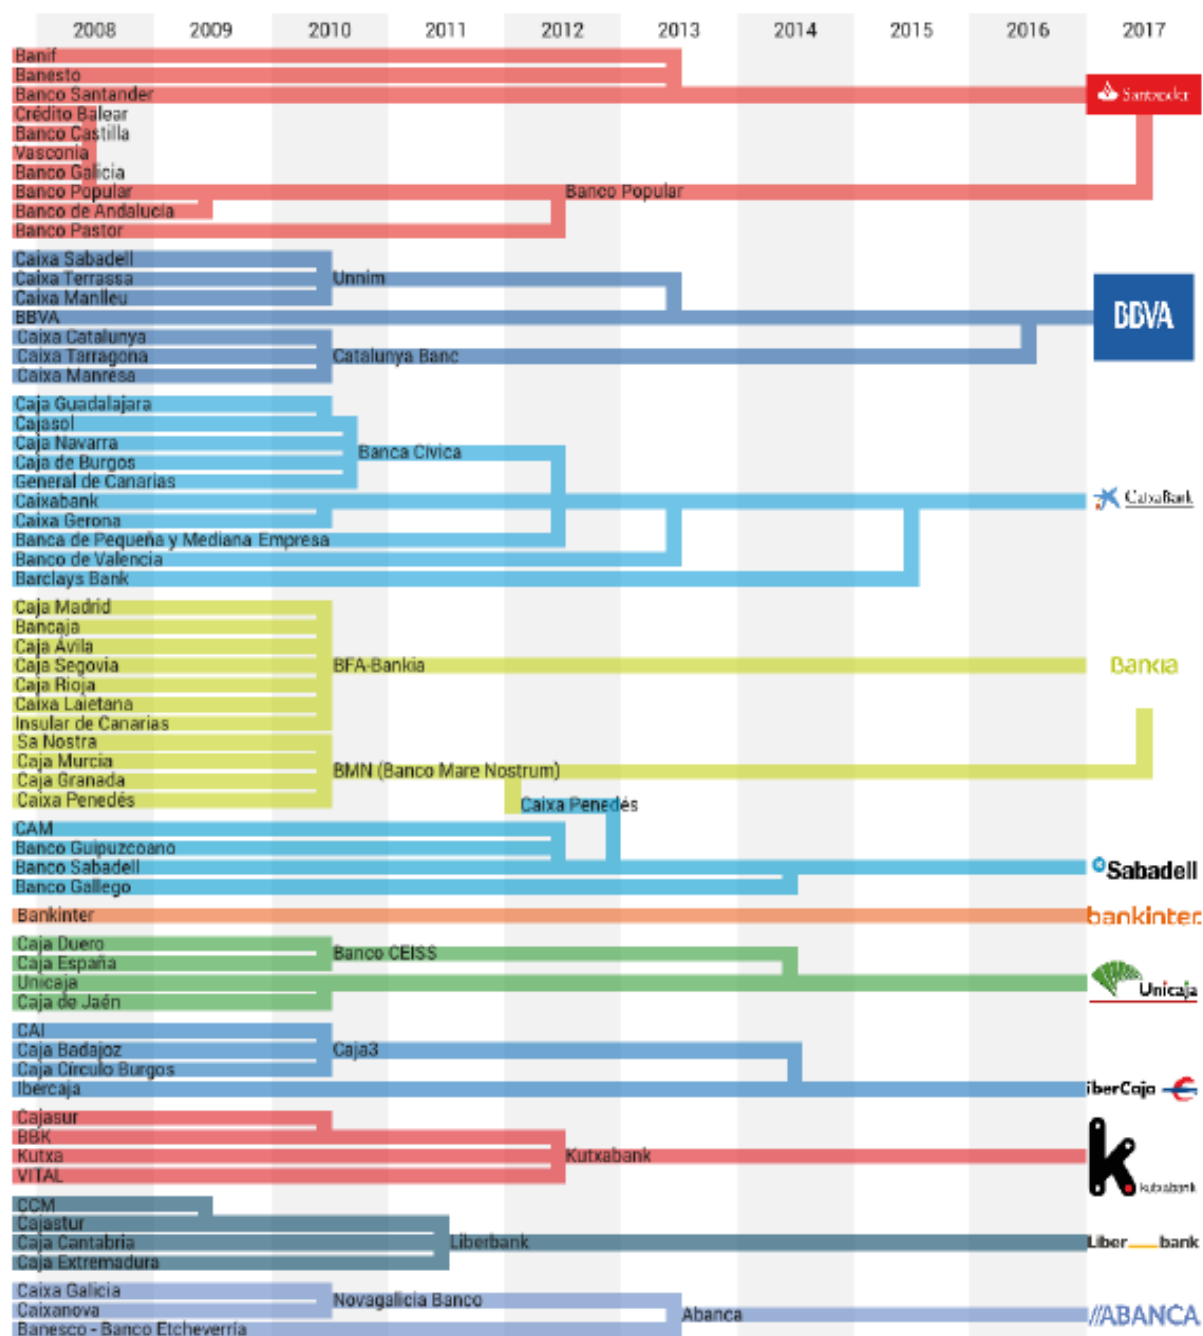 2008 2009 2010 2011 2012 2013 2014 2015 2016 2017
Banif
Banesto
Banco Santander
Santander
Crédito Balear
Banco Castilla
Vasconia
Banco Galicia
Banco Popular Banco Popular
Banco de Andalucía
Banco Pastor
Caixa Sabadell
Caixa Terrassa Unnim
Caixa Manlleu
BBVA BBVA
Caixa Catalunya
Caixa Tarragona Catalunya Banc
Caixa Manresa
Caja Guadalajara
Cajasol
Caja Navarra
Banca Cívica
Caja de Burgos
General de Canarias
Caixabank CaixaBank
Caixa Gerona
Banca de Pequeña y Mediana Empresa
Banco de Valencia
Barclays Bank
Caja Madrid
Bancaja
Caja Ávila
Caja Segovia BFA-Bankia Bankia
Caja Rioja
Caixa Laietana
Insular de Canarias
Sa Nostra
Caja Murcia
BMN (Banco Mare Nostrum)
Caja Granada
Caixa Penedés Caixa Penedés
CAM
Banco Guipuzcoano
Banco Sabadell Sabadell
Banco Gallego
Bankinter bankinter.
Caja Duero
Banco CEISS
Caja España
Unicaja Unicaja
Caja de Jaén
CAI
Caja Badajoz Caja3
Caja Círculo Burgos
Ibercaja iberCaja
Cajasur
BBK
Kutxa Kutxabank
k
kutxabank
VITAL
CCM
Cajastur
Caja Cantabria Liberbank Liber bank
Caja Extremadura
Caixa Galicia
Novagalicia Banco
Caixanova
Abanca //ABANCA
Banesco - Banco Etcheverría